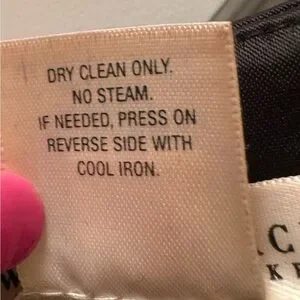 DRY CLEAN ONLY.
NO STEAM.
IF NEEDED, PRESS ON
REVERSE SIDE WITH
COOL IRON.